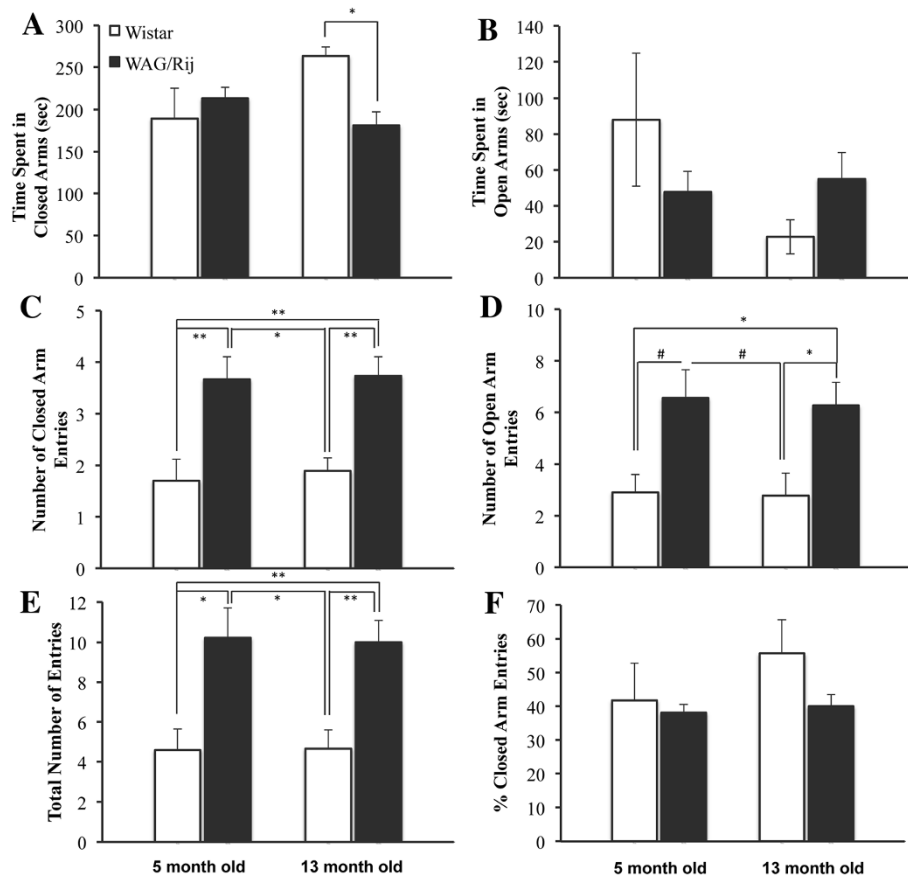 A
Wistar
WAG/Rij
*
Time Spent in
Closed Arms (sec)
300
250
200
150
100
50
0
B
Time Spent in
Open Arms (sec)
140
120
100
80
60
40
20
0
C
**
** * **
Number of Closed Arm
Entries
5
4
3
2
1
0
D
*
# # *
Number of Open Arm
Entries
10
8
6
4
2
0
E
**
* * **
Total Number of Entries
12
10
8
6
4
2
0
5 month old 13 month old
F
% Closed Arm Entries
70
60
50
40
30
20
10
0
5 month old 13 month old